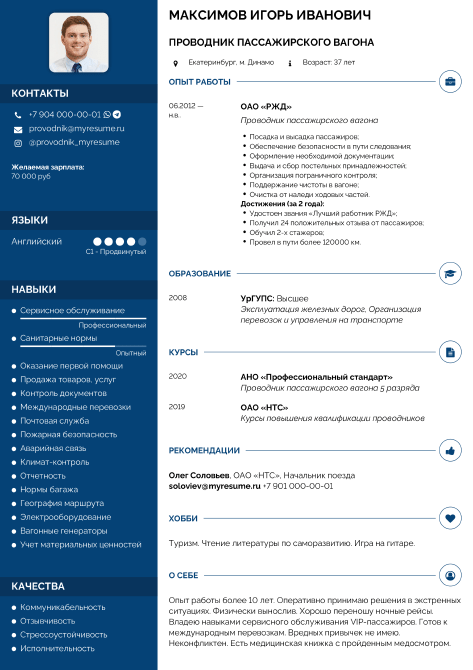 КОНТАКТЫ
+7 904 000-00-01
provodnik@myresume.ru
@provodnik_myresume
Желаемая зарплата:
70 000 руб
ЯЗЫКИ
Английский
C1 - Продвинутый
НАВЫКИ
Сервисное обслуживание
Профессиональный
Санитарные нормы
Опытный
Оказание первой помощи
Продажа товаров, услуг
Контроль документов
Международные перевозки
Почтовая служба
Пожарная безопасность
Аварийная связь
Климат-контроль
Отчетность
Нормы багажа
География маршрута
Электрооборудование
Вагонные генераторы
Учет материальных ценностей
КАЧЕСТВА
Коммуникабельность
Отзывчивость
Стрессоустойчивость
Исполнительность
МАКСИМОВ ИГОРЬ ИВАНОВИЧ
ПРОВОДНИК ПАССАЖИРСКОГО ВАГОНА
Екатеринбург, м. Динамо Возраст: 37 лет
ОПЫТ РАБОТЫ
06.2012 —
н.в.
ОАО «РЖД»
Проводник пассажирского вагона
Посадка и высадка пассажиров;
Обеспечение безопасности в пути следования;
Оформление необходимой документации;
Выдача и сбор постельных принадлежностей;
Организация пограничного контроля;
Поддержание чистоты в вагоне;
Очистка от наледи ходовых частей.
Достижения (за 2 года):
Удостоен звания «Лучший работник РЖД»;
Получил 24 положительных отзыва от пассажиров;
Обучил 2-х стажеров;
Провел в пути более 120000 км.
ОБРАЗОВАНИЕ
2008
УрГУПС: Высшее
Эксплуатация железных дорог, Организация
перевозок и управления на транспорте
КУРСЫ
2020
АНО «Профессиональный стандарт»
Проводник пассажирского вагона 5 разряда
2019
ОАО «НТС»
Курсы повышения квалификации проводников
РЕКОМЕНДАЦИИ
Олег Соловьев, ОАО «НТС», Начальник поезда
soloviev@myresume.ru +7 901 000-00-01
ХОББИ
Туризм. Чтение литературы по саморазвитию. Игра на гитаре.
О СЕБЕ
Опыт работы более 10 лет. Оперативно принимаю решения в экстренных
ситуациях. Физически вынослив. Хорошо переношу ночные рейсы.
Владею навыками сервисного обслуживания VIP-пассажиров. Готов к
международным перевозкам. Вредных привычек не имею.
Неконфликтен. Есть медицинская книжка с пройденным медосмотром.